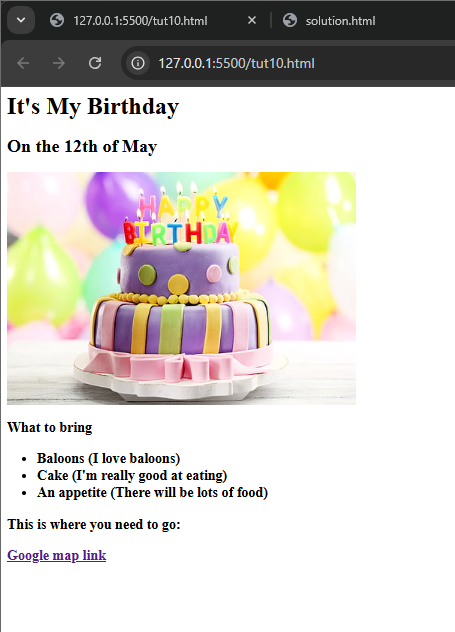 127.0.0.1:5500/tut10.html
solution.html
127.0.0.1:5500/tut10.html
It's My Birthday
On the 12th of May
HAPPY
BIRTHDAY
What to bring
Baloons (I love baloons)
Cake (I'm really good at eating)
An appetite (There will be lots of food)
This is where you need to go:
Google map link